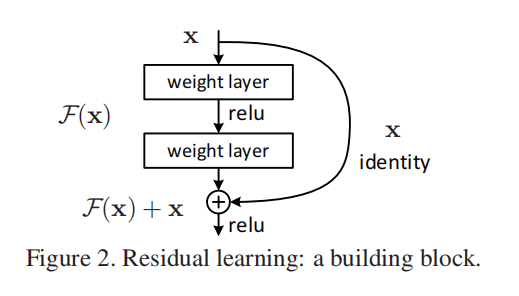 x
weight layer
relu
F(x)
weight layer
x
identity
F(x) + x
+
relu
Figure 2. Residual learning: a building block.